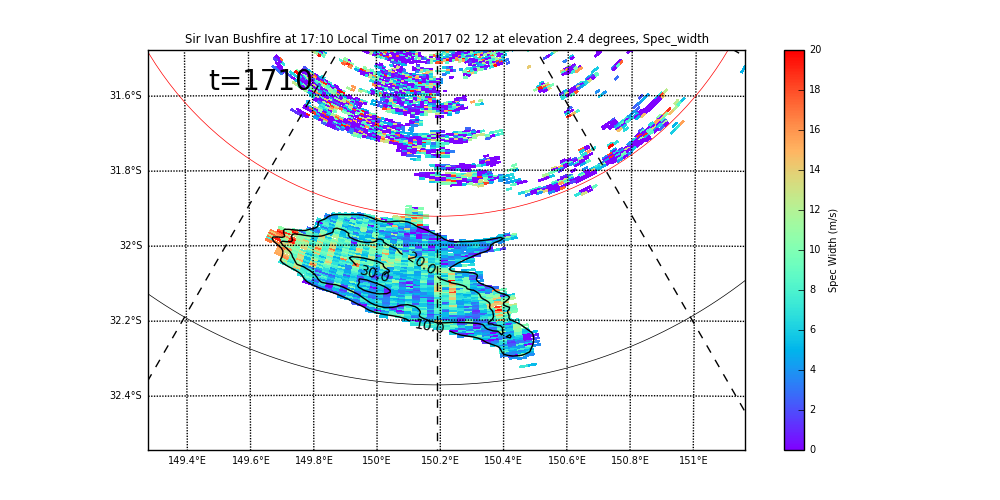 Sir Ivan Bushfire at 17:10 Local Time on 2017 02 12 at elevation 2.4 degrees, Spec_width
t=1710
31.6°S
31.8°S
32°S
32.2°S
32.4°S
20.0
30.0
10.0
149.4°E 149.6°E 149.8°E 150°E 150.2°E 150.4°E 150.6°E 150.8°E 151°E
20
18
16
14
12
10
8
6
4
2
0
Spec Width (m/s)